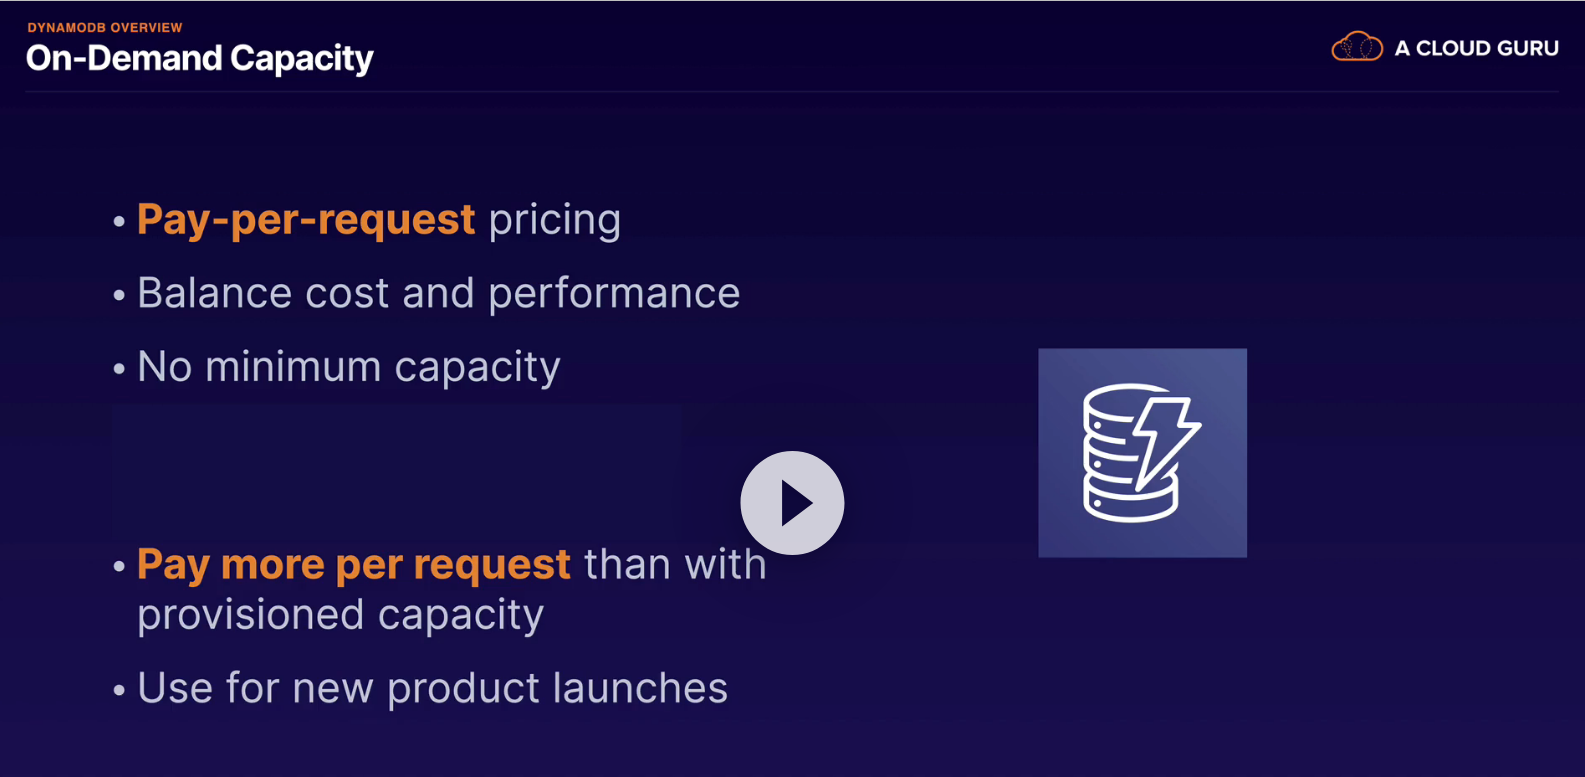 DYNAMODB OVERVIEW
On-Demand Capacity
A CLOUD GURU
• Pay-per-request pricing
• Balance cost and performance
• No minimum capacity
• Pay more per request than with
provisioned capacity
• Use for new product launches